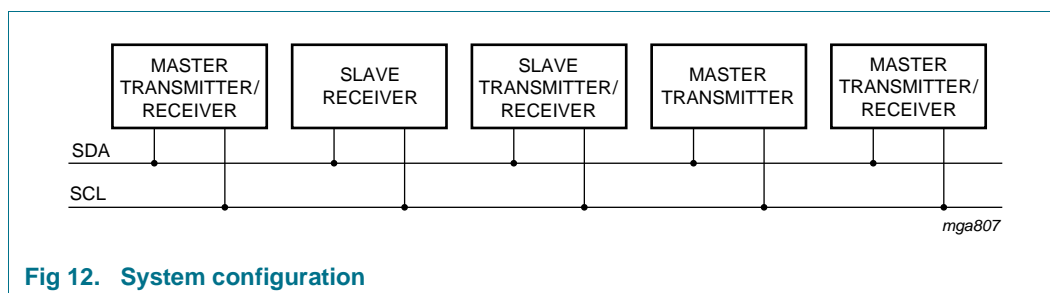 MASTER
TRANSMITTER/
RECEIVER
SLAVE
RECEIVER
SLAVE
TRANSMITTER/
RECEIVER
MASTER
TRANSMITTER
MASTER
TRANSMITTER/
RECEIVER
SDA
SCL
mga807
Fig 12. System configuration